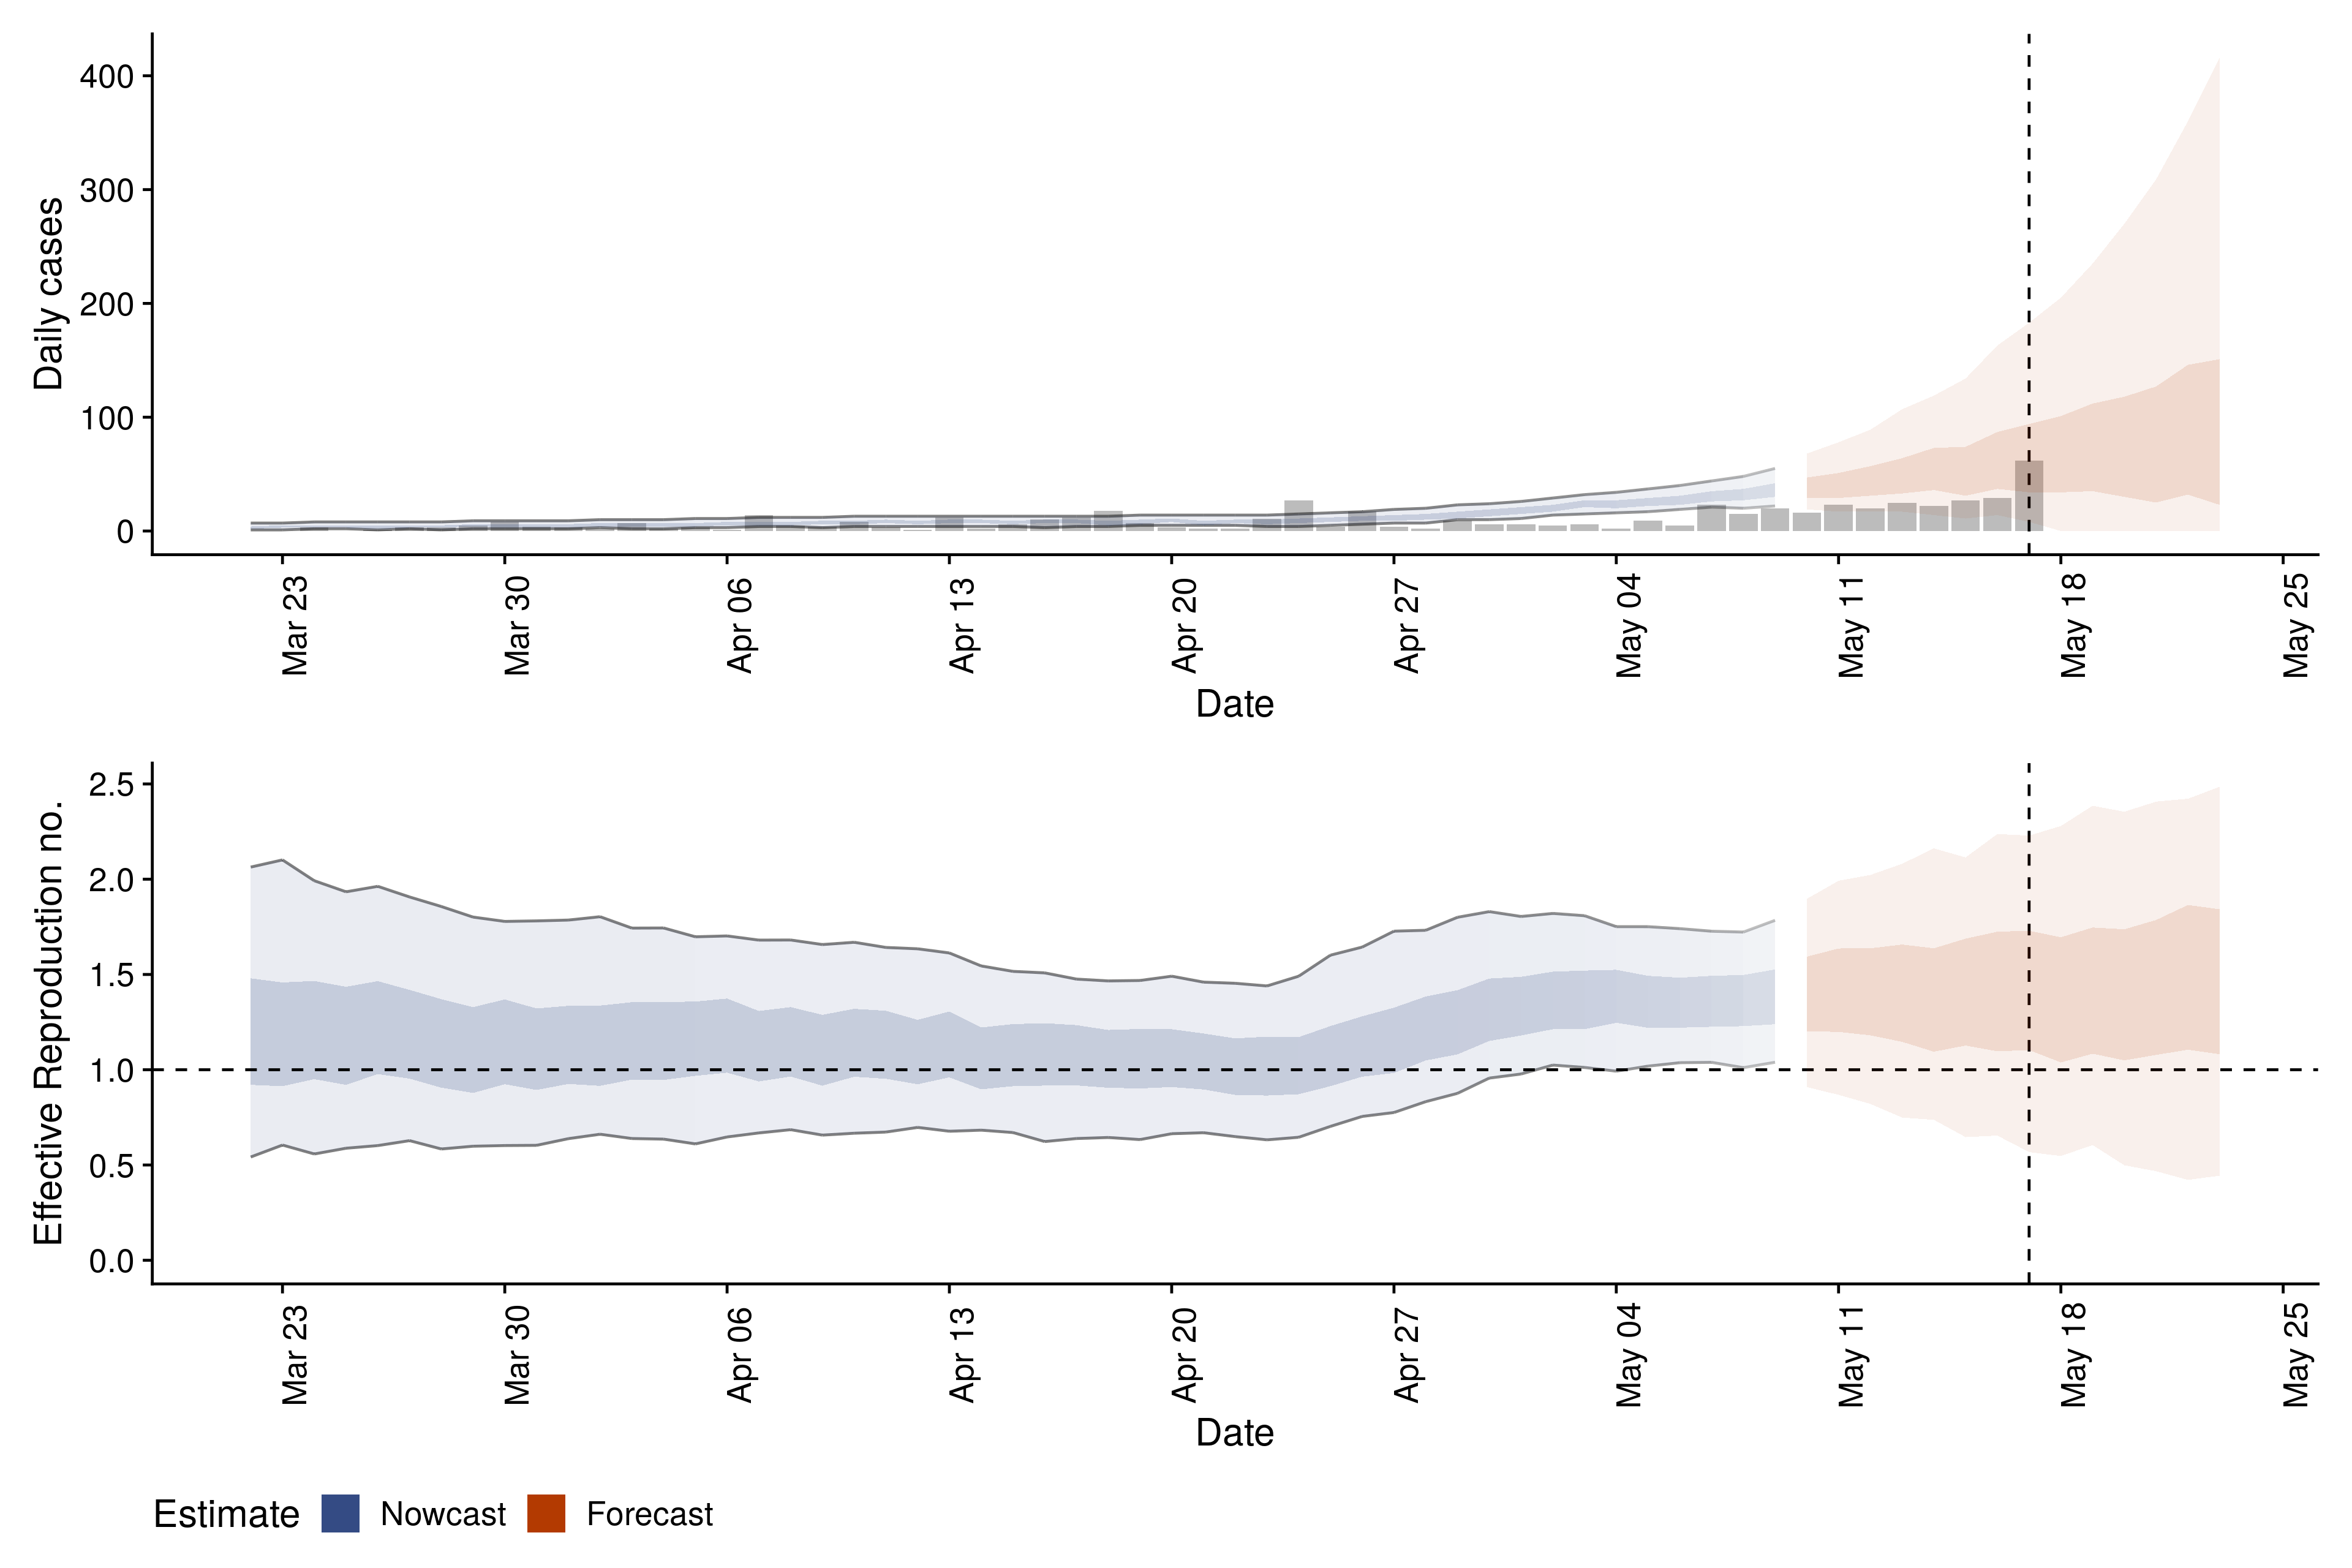 400
300
200
100
0
Daily cases
Mar 23
Mar 30
Apr 06
Apr 13
Apr 20
Apr 27
May 04
May 11
May 18
May 25
Date
2.5
2.0
1.5
1.0
0.5
0.0
Effective Reproduction no.
Mar 23
Mar 30
Apr 06
Apr 13
Apr 20
Apr 27
May 04
May 11
May 18
May 25
Date
Estimate Nowcast Forecast